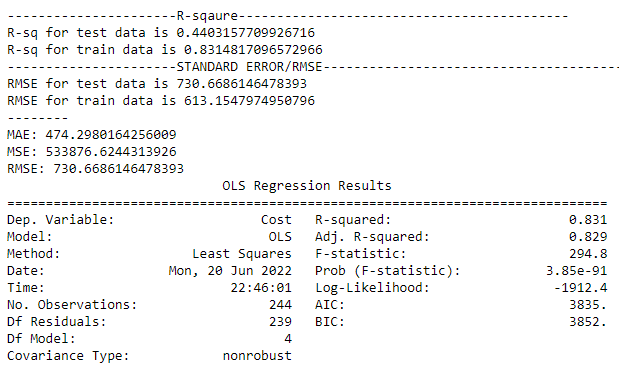 ----------------------R-sqaure-------------------------------------------
R-sq for test data is 0.4403157709926716
R-sq for train data is 0.8314817096572966
----------------------STANDARD ERROR/RMSE---------------------------------------
RMSE for test data is 730.6686146478393
RMSE for train data is 613.1547974950796
--------
MAE: 474.2980164256009
MSE: 533876.6244313926
RMSE: 730.6686146478393
OLS Regression Results
==============================================================================
Dep. Variable: Cost R-squared: 0.831
Model: OLS Adj. R-squared: 0.829
Method: Least Squares F-statistic: 294.8
Date: Mon, 20 Jun 2022 Prob (F-statistic): 3.85e-91
Time: 22:46:01 Log-Likelihood: -1912.4
No. Observations: 244 AIC: 3835.
Df Residuals: 239 BIC: 3852.
Df Model: 4
Covariance Type: nonrobust